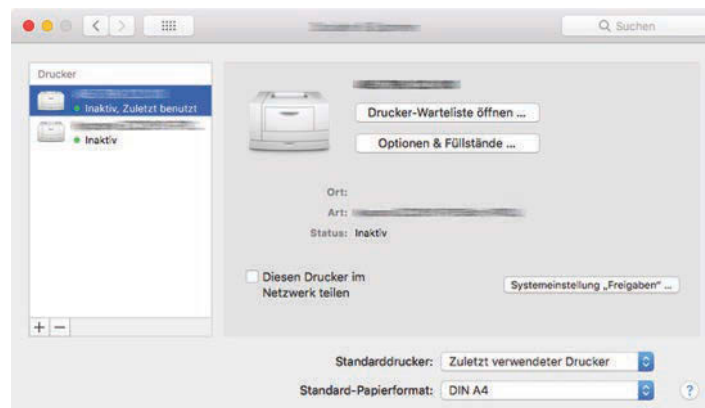 Suchen
Drucker
Inaktiv, Zuletzt benutzt
Inaktiv
Drucker-Warteliste öffnen ...
Optionen & Füllstände ...
Ort:
Art:
Status: Inaktiv
Diesen Drucker im
Netzwerk teilen
Systemeinstellung „Freigaben“ ...
+ −
Standarddrucker: Zuletzt verwendeter Drucker
Standard-Papierformat: DIN A4
?